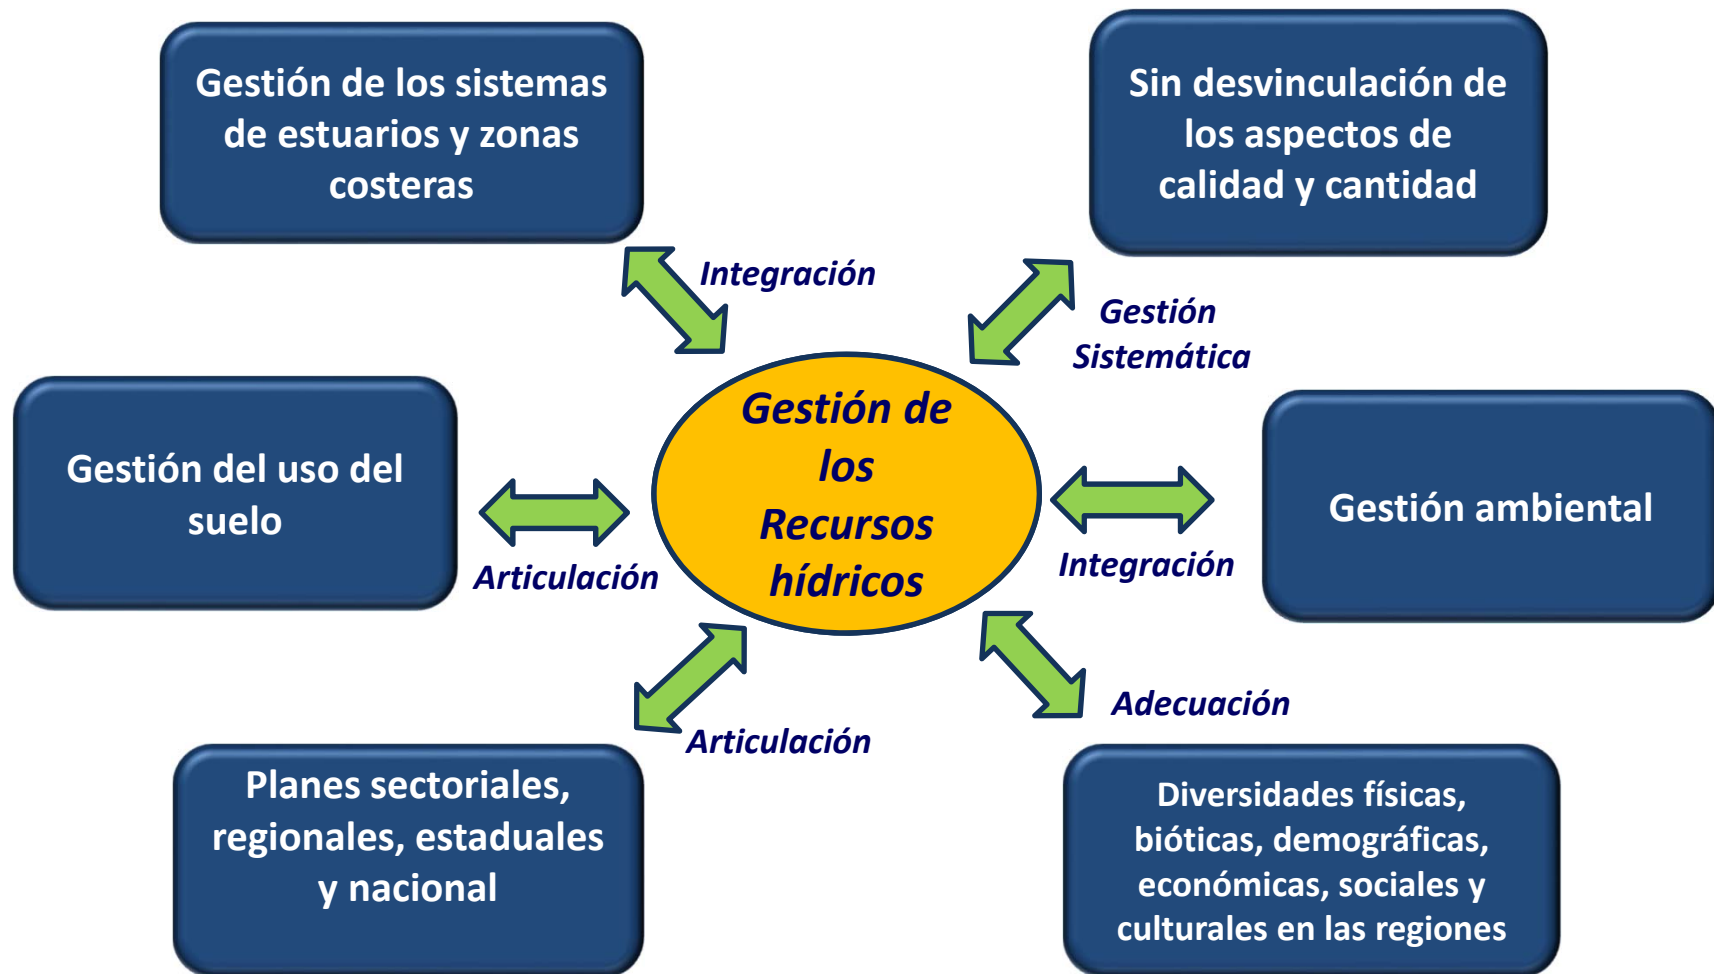 Gestión de los sistemas
de estuarios y zonas
costeras
Sin desvinculación de
los aspectos de
calidad y cantidad
Integración
Gestión
Sistemática
Gestión de
los
Recursos
hídricos
Gestión del uso del
suelo
Articulación
Gestión ambiental
Integración
Articulación
Adecuación
Planes sectoriales,
regionales, estaduales
y nacional
Diversidades físicas,
bióticas, demográficas,
económicas, sociales y
culturales en las regiones